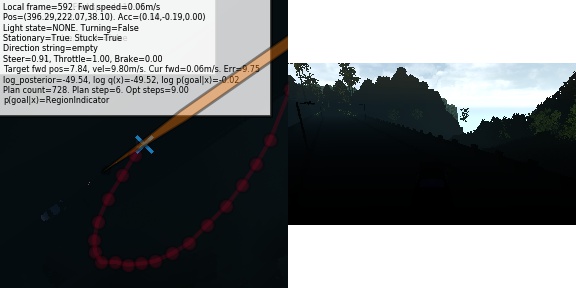 Local frame=592. Fwd speed=0.06m/s
Pos=(396.29,222.07,38.10). Acc=(0.14,-0.19,0.00)
Light state=NONE. Turning=False
Stationary=True. Stuck=True
Direction string=empty
Steer=0.91, Throttle=1.00, Brake=0.00
Target fwd pos=7.84, vel=9.80m/s. Cur fwd=0.06m/s. Err=9.75
log_posterior=-49.54, log q(x)=-49.52, log p(goal|x)=-0.02
Plan count=728. Plan step=6. Opt steps=9.00
p(goal|x)=RegionIndicator